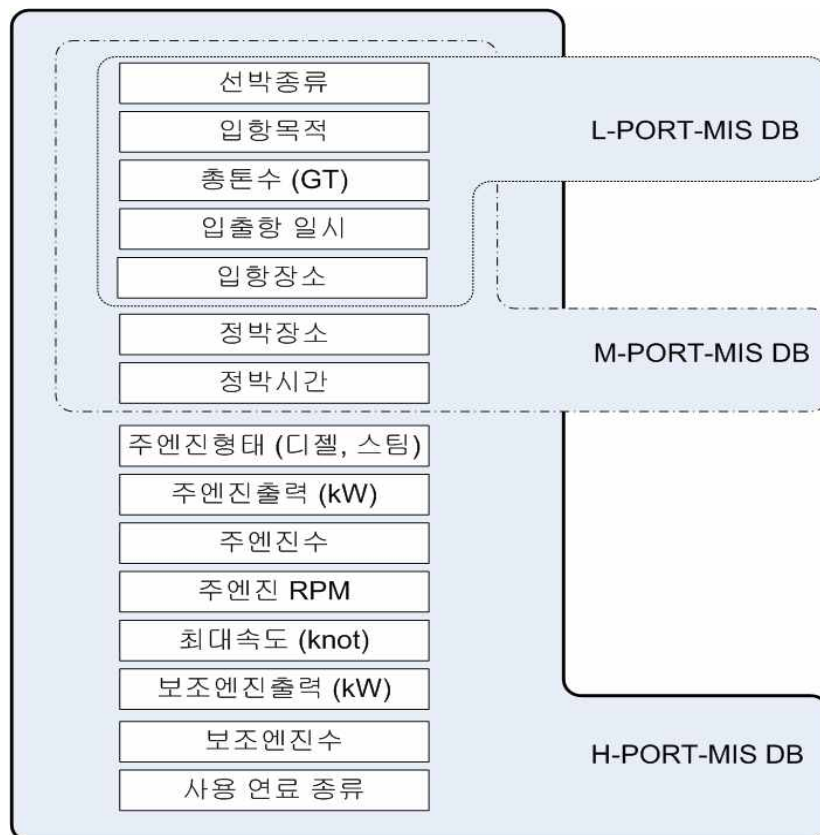 선박종류
입항목적
총톤수 (GT)
입출항 일시
입항장소
L-PORT-MIS DB
정박장소
정박시간
M-PORT-MIS DB
주엔진형태 (디젤, 스팀)
주엔진출력 (kW)
주엔진수
주엔진 RPM
최대속도 (knot)
보조엔진출력 (kW)
보조엔진수
사용 연료 종류
H-PORT-MIS DB